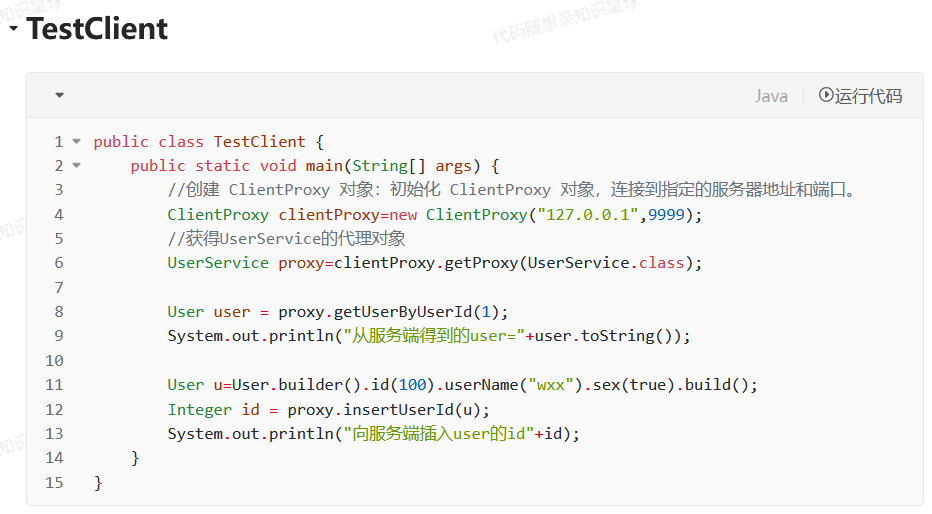 代码随想录知识星球
TestClient
Java
运行代码
1 public class TestClient {
2 public static void main(String[] args) {
3 //创建 ClientProxy 对象：初始化 ClientProxy 对象，连接到指定的服务器地址和端口。
4 ClientProxy clientProxy=new ClientProxy("127.0.0.1",9999);
5 //获得UserService的代理对象
6 UserService proxy=clientProxy.getProxy(UserService.class);
7
8 User user = proxy.getUserByUserId(1);
9 System.out.println("从服务端得到的user="+user.toString());
10
11 User u=User.builder().id(100).userName("wxx").sex(true).build();
12 Integer id = proxy.insertUserId(u);
13 System.out.println("向服务端插入user的id"+id);
14 }
15 }